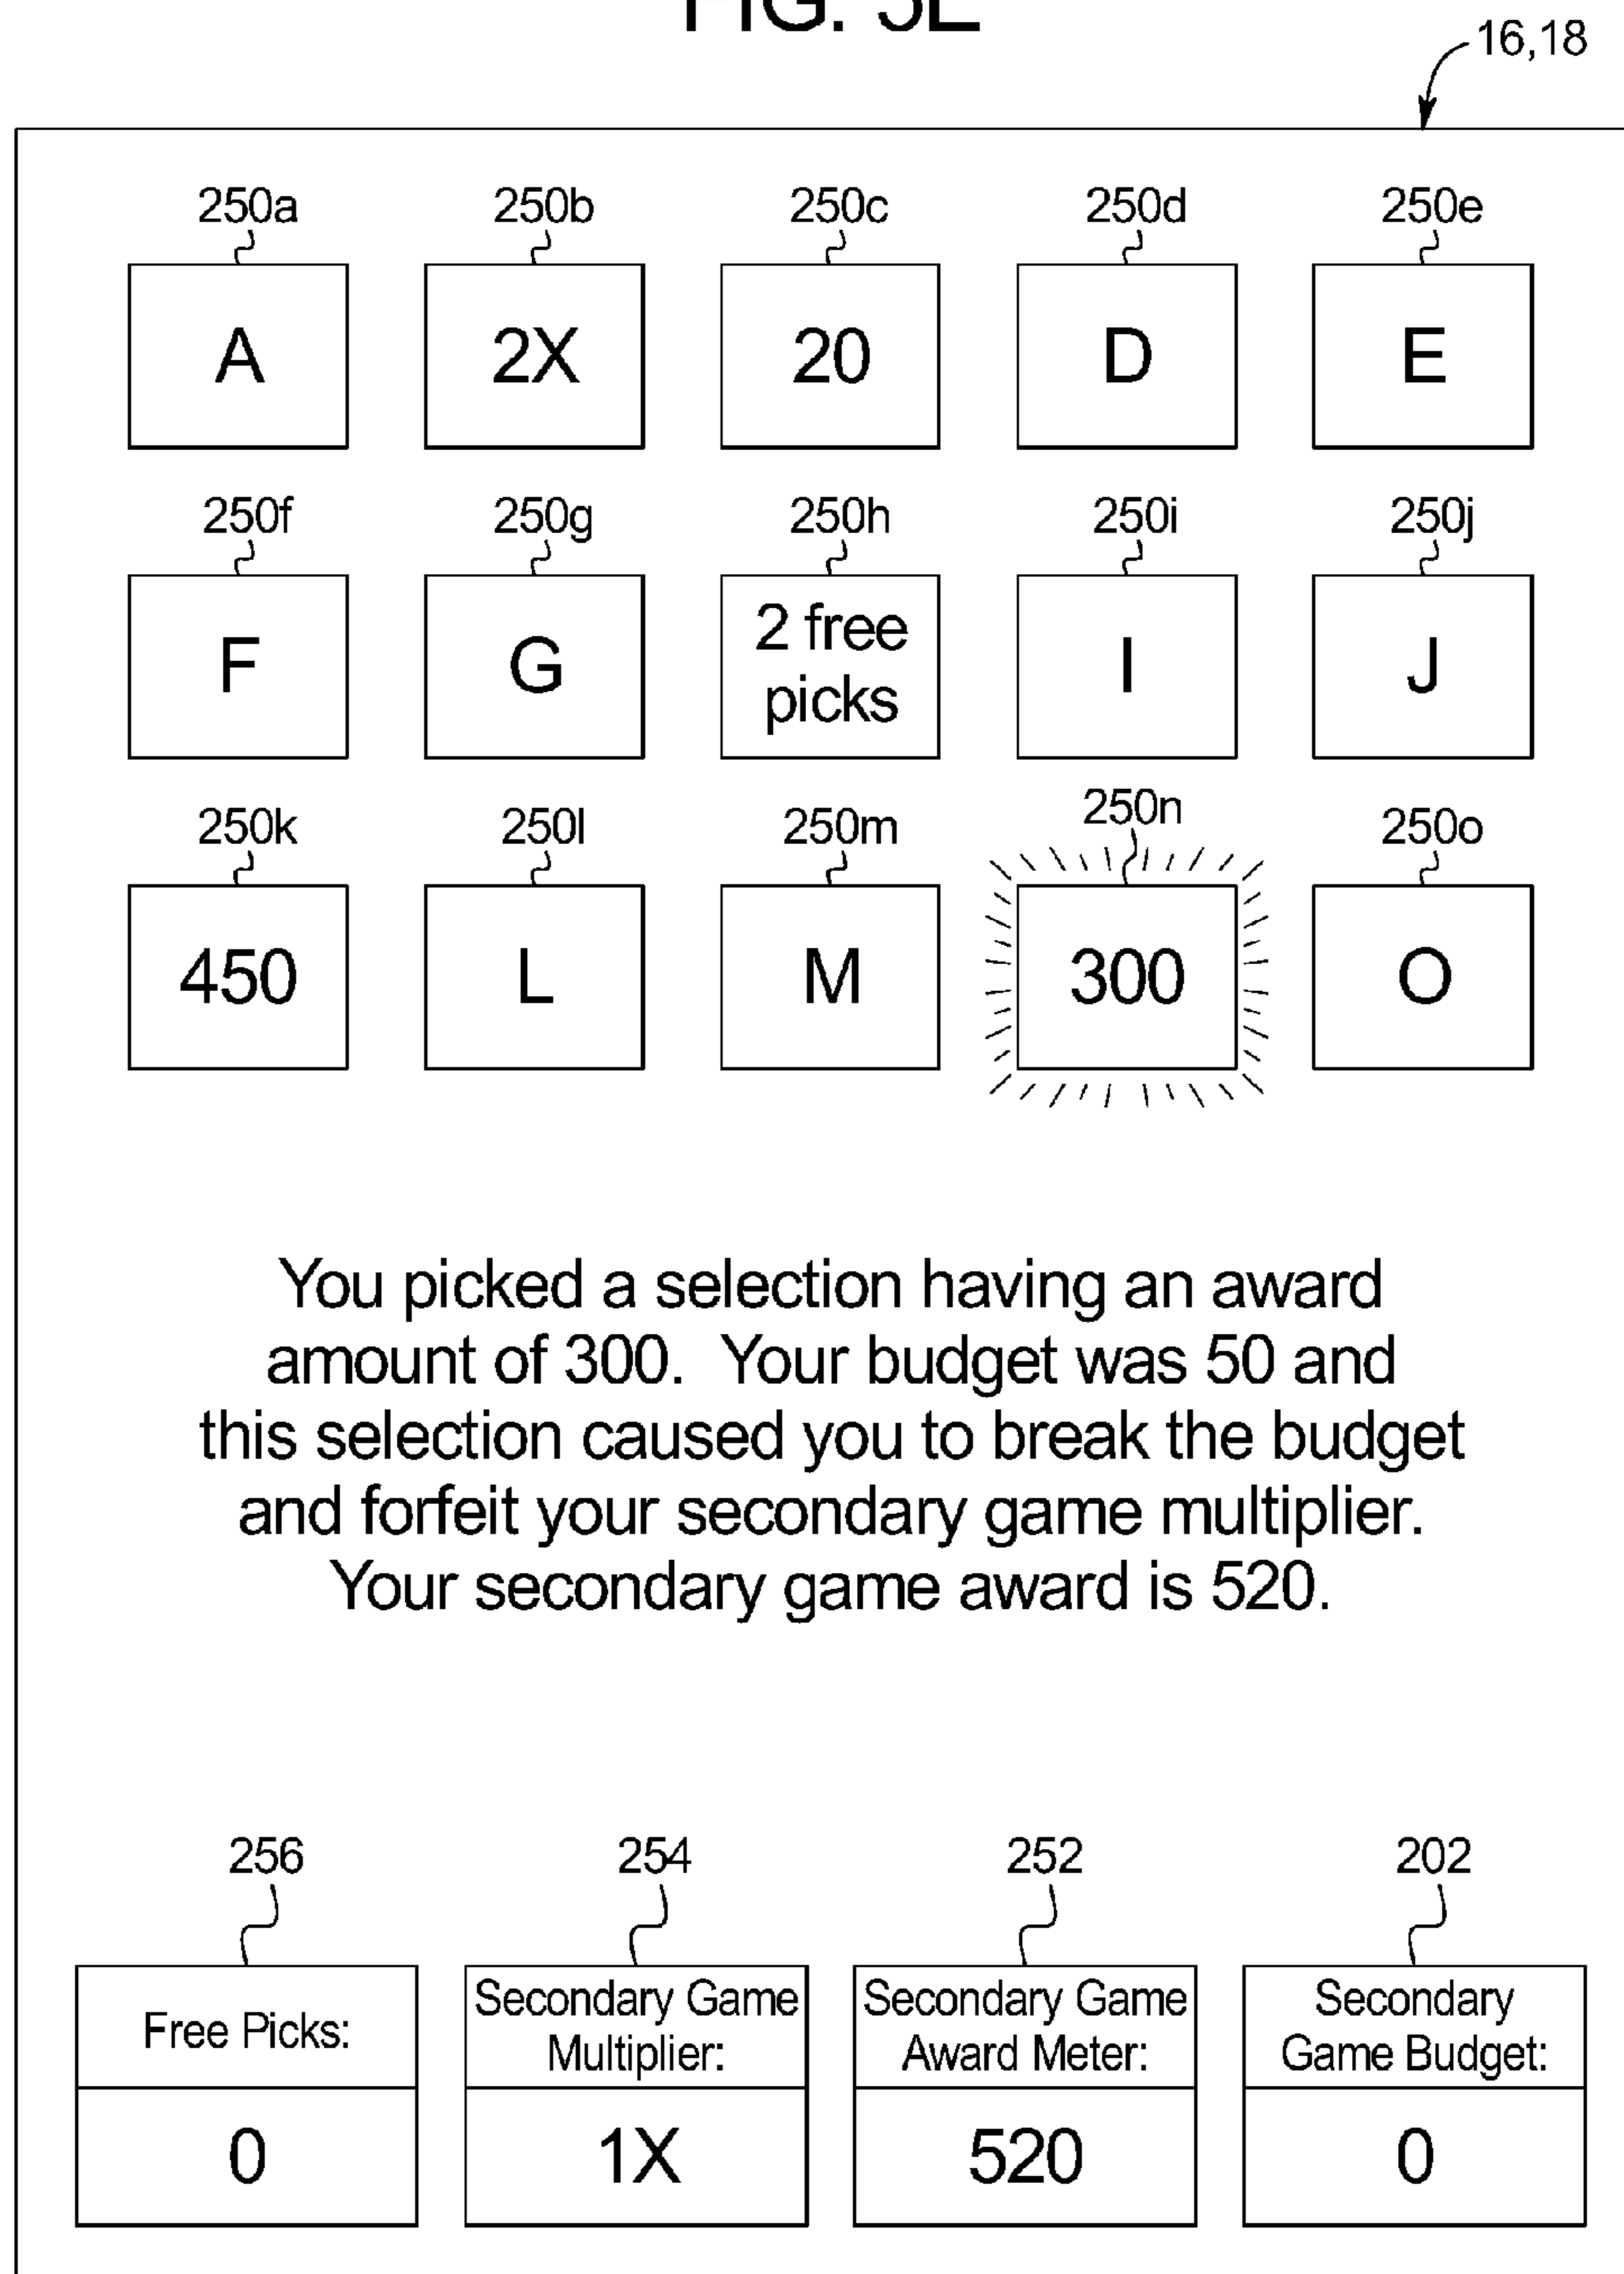 FIG. 5E
16,18
250a 250b 250c 250d 250e
A 2X 20 D E
250f 250g 250h 250i 250j
F G 2 free picks I J
250k 250l 250m 250n 250o
450 L M 300 O
You picked a selection having an award
amount of 300. Your budget was 50 and
this selection caused you to break the budget
and forfeit your secondary game multiplier.
Your secondary game award is 520.
256 254 252 202
Free Picks: Secondary Game Multiplier: Secondary Game Award Meter: Secondary Game Budget:
0 1X 520 0